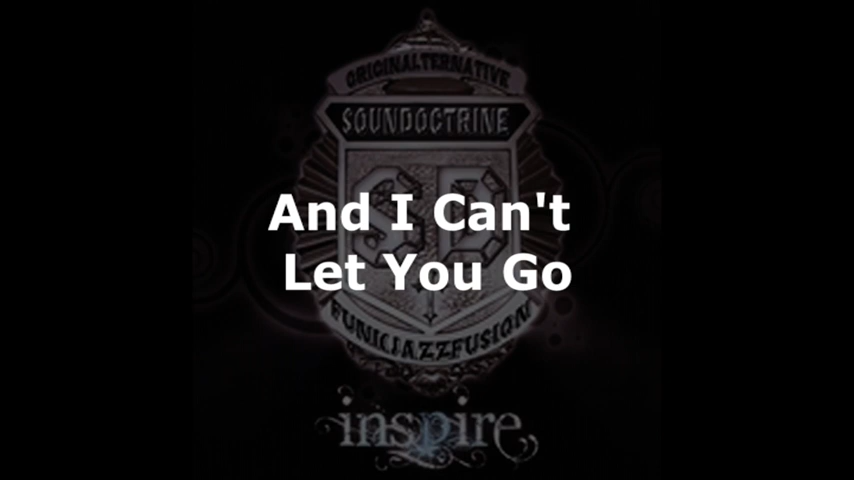 ORIGINALTERNATIVE
SOUNDOCTRINE
SD
And I Can't
Let You Go
FUNKJAZZFUSION
inspire